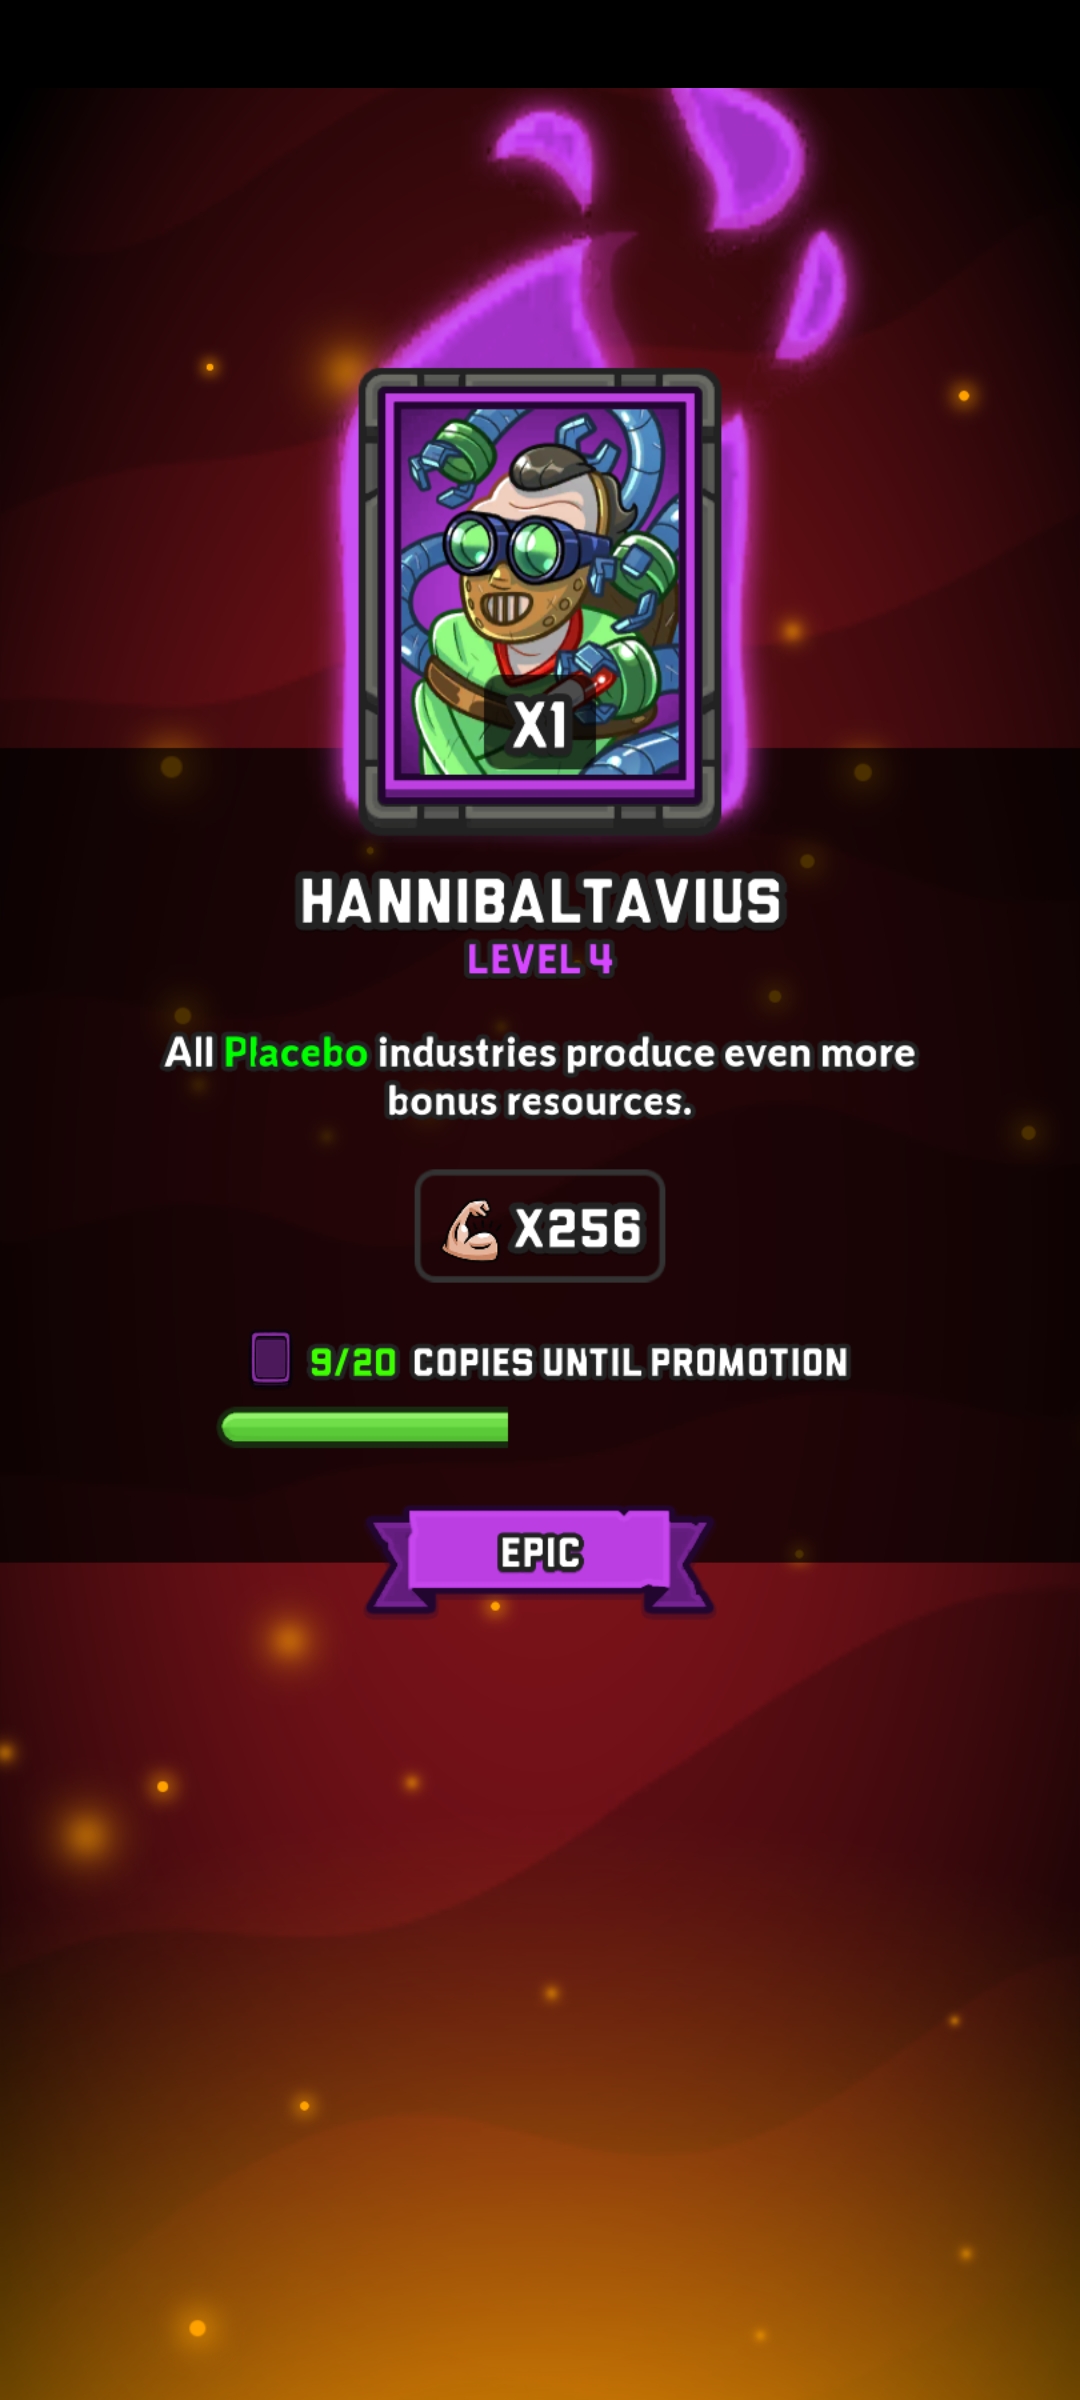 X1
HANNIBALTAVIUS
LEVEL 4
All Placebo industries produce even more
bonus resources.
X256
9/20 COPIES UNTIL PROMOTION
EPIC